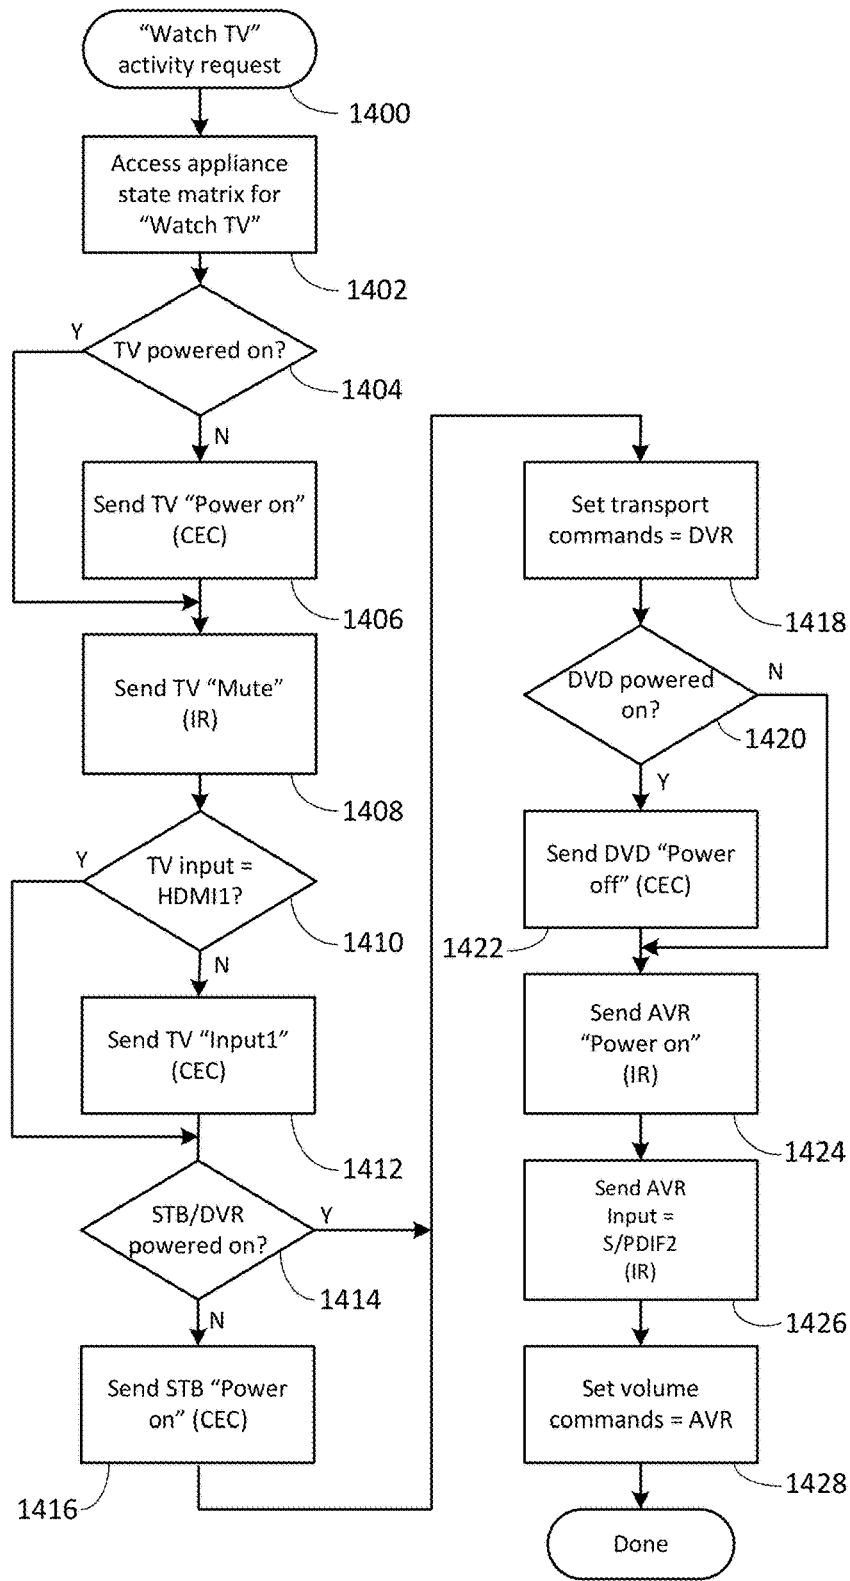 “Watch TV”
activity request
1400
Access appliance
state matrix for
“Watch TV”
1402
Y
TV powered on?
1404
N
Send TV “Power on”
(CEC)
1406
Send TV “Mute”
(IR)
1408
Y
TV input =
HDMI1?
1410
N
Send TV “Input1”
(CEC)
1412
STB/DVR
powered on?
Y
1414
N
Send STB “Power
on” (CEC)
1416
Set transport
commands = DVR
1418
DVD powered
on?
N
1420
Y
Send DVD “Power
off” (CEC)
1422
Send AVR
“Power on”
(IR)
1424
Send AVR
Input =
S/PDIF2
(IR)
1426
Set volume
commands = AVR
1428
Done